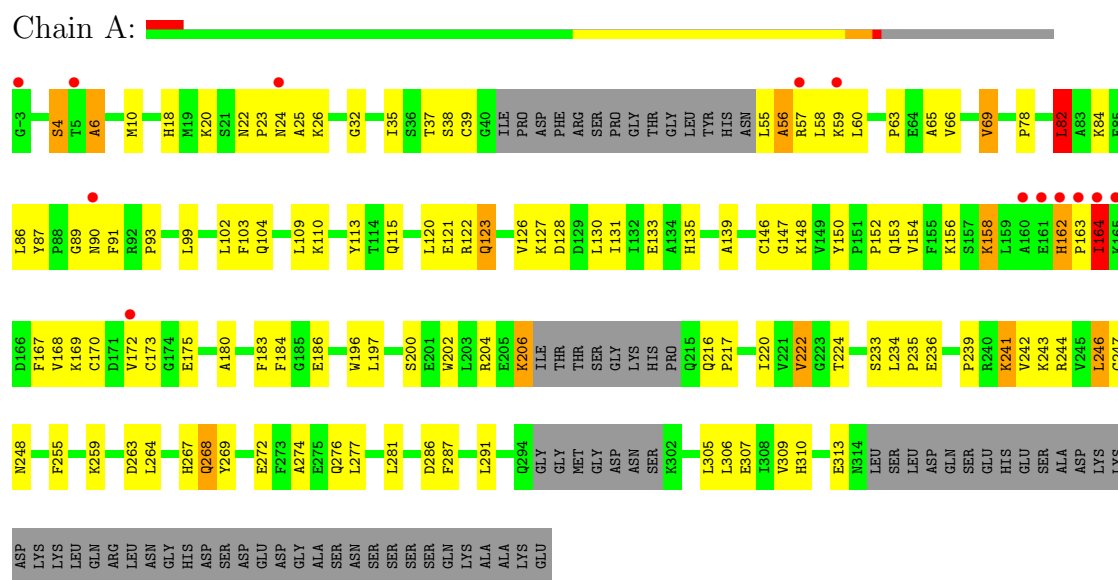 Chain A:
G-3 S4 T5 A6 M10 H18 M19 K20 S21 N22 P23 N24 A25 K26 G32 I35 S36 T37 S38 C39 G40 ILE PRO ASP PHE ARG SER PRO GLY THR GLY LEU TYR HIS ASN L55 A56 R57 L58 K59 L60 P63 E64 A65 V66 V69 P78 L82 A83 K84 E85
L86 Y87 P88 G89 N90 F91 R92 P93 L99 L102 F103 Q104 L109 K110 Y113 T114 Q115 L120 E121 R122 Q123 V126 K127 D128 D129 L130 I131 I132 E133 A134 H135 A139 C146 G147 K148 V149 Y150 P151 P152 Q153 V154 F155 K156 S157 K158 L159 A160 E161 H162 P163 I164 K165
D166 F167 V168 K169 C170 D171 V172 C173 G174 E175 A180 F183 F184 G185 E186 W196 L197 S200 E201 W202 L203 R204 E205 K206 ILE THR THR SER GLY LYS HIS PRO Q215 Q216 P217 I220 V221 V222 G223 T224 S233 L234 P235 E236 P239 R240 K241 V242 K243 R244 V245 L246 C247
N248 F255 K259 D263 L264 H267 Q268 Y269 E272 F273 A274 E275 Q276 L277 L281 D286 F287 L291 Q294 GLY GLY MET GLY ASP ASN SER K302 L305 L306 E307 I308 V309 H310 E313 N314 LEU SER LEU ASP GLN SER GLU HIS GLU SER ALA ASP LYS LYS
ASP LYS LYS LEU GLN ARG LEU ASN GLY HIS ASP SER ASP GLU ASP GLY ALA SER ASN SER SER SER SER GLN LYS ALA ALA LYS GLU